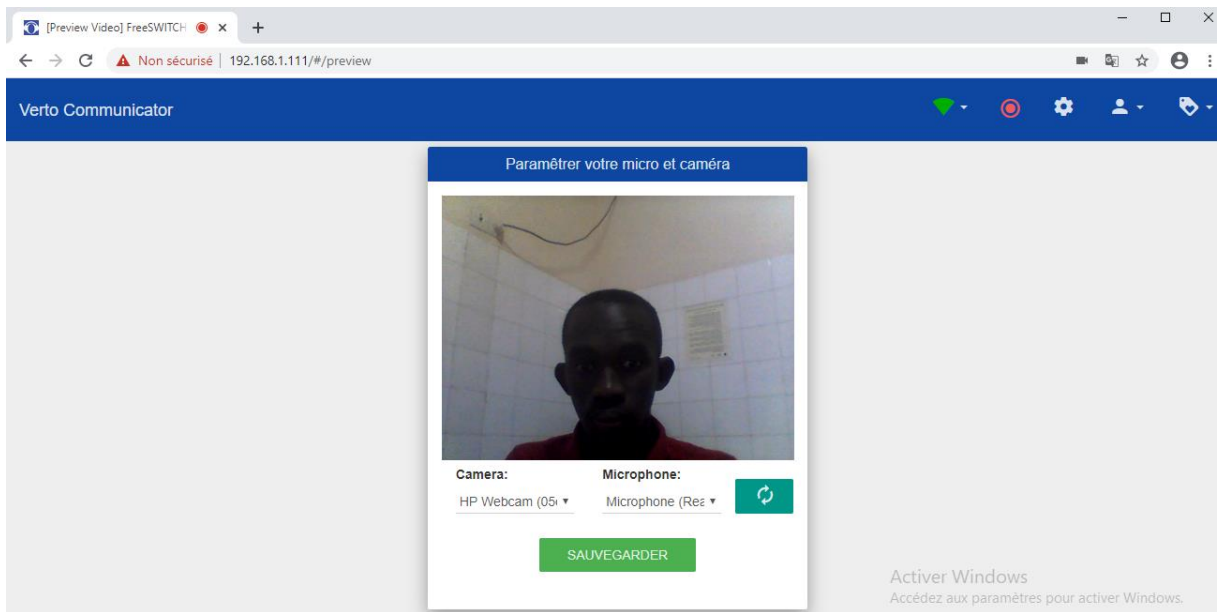 [Preview Video] FreeSWITCH
Non sécurisé | 192.168.1.111/#/preview
Verto Communicator
Paramêtrer votre micro et caméra
Camera:
Microphone:
HP Webcam (05
Microphone (Rea
SAUVEGARDER
Activer Windows
Accédez aux paramètres pour activer Windows.